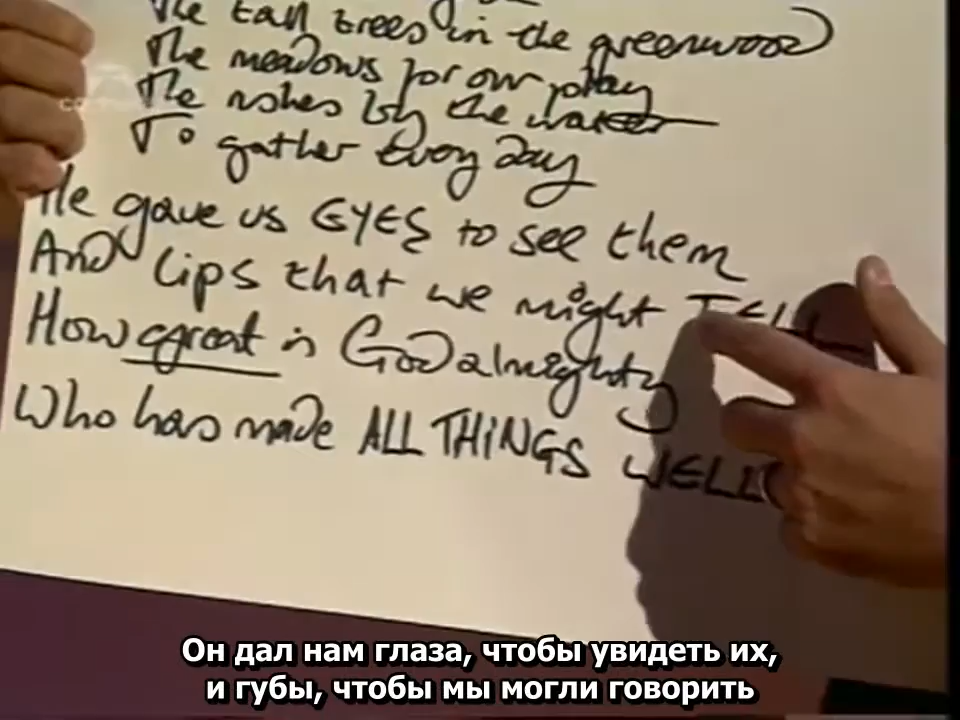 The tall trees in the greenwood
The meadows for our play
The rushes by the water
To gather Every day
He gave us EYES to see them
And lips that we might TELL
How great is God almighty
Who has made ALL THINGS WELL
Он дал нам глаза, чтобы увидеть их,
и губы, чтобы мы могли говорить